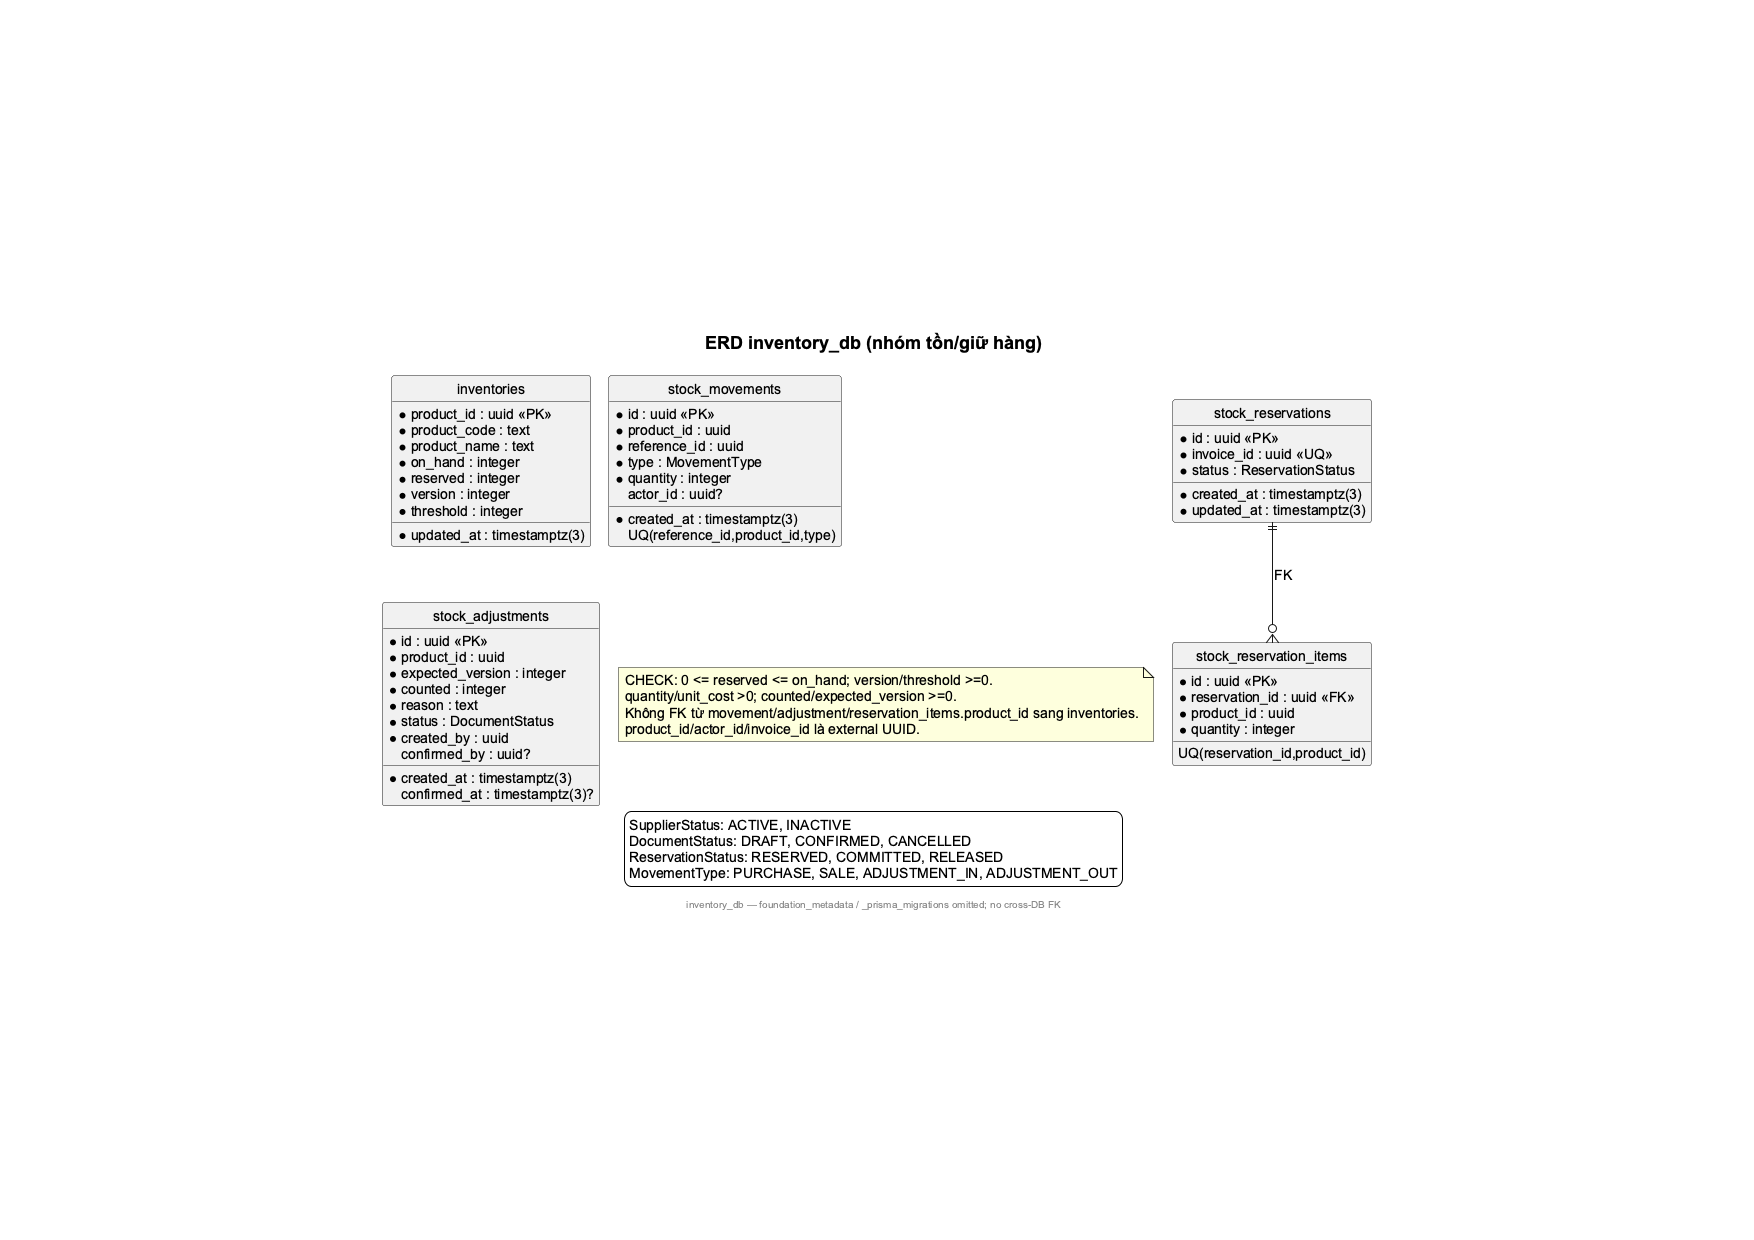 ERD inventory_db (nhóm tồn/giữ hàng)
inventories
product_id : uuid «PK»
product_code : text
product_name : text
on_hand : integer
reserved : integer
version : integer
threshold : integer
updated_at : timestamptz(3)
stock_movements
id : uuid «PK»
product_id : uuid
reference_id : uuid
type : MovementType
quantity : integer
actor_id : uuid?
created_at : timestamptz(3)
UQ(reference_id,product_id,type)
stock_reservations
id : uuid «PK»
invoice_id : uuid «UQ»
status : ReservationStatus
created_at : timestamptz(3)
updated_at : timestamptz(3)
FK
stock_adjustments
id : uuid «PK»
product_id : uuid
expected_version : integer
counted : integer
reason : text
status : DocumentStatus
created_by : uuid
confirmed_by : uuid?
created_at : timestamptz(3)
confirmed_at : timestamptz(3)?
CHECK: 0 <= reserved <= on_hand; version/threshold >=0.
quantity/unit_cost >0; counted/expected_version >=0.
Không FK từ movement/adjustment/reservation_items.product_id sang inventories.
product_id/actor_id/invoice_id là external UUID.
stock_reservation_items
id : uuid «PK»
reservation_id : uuid «FK»
product_id : uuid
quantity : integer
UQ(reservation_id,product_id)
SupplierStatus: ACTIVE, INACTIVE
DocumentStatus: DRAFT, CONFIRMED, CANCELLED
ReservationStatus: RESERVED, COMMITTED, RELEASED
MovementType: PURCHASE, SALE, ADJUSTMENT_IN, ADJUSTMENT_OUT
inventory_db — foundation_metadata / _prisma_migrations omitted; no cross-DB FK